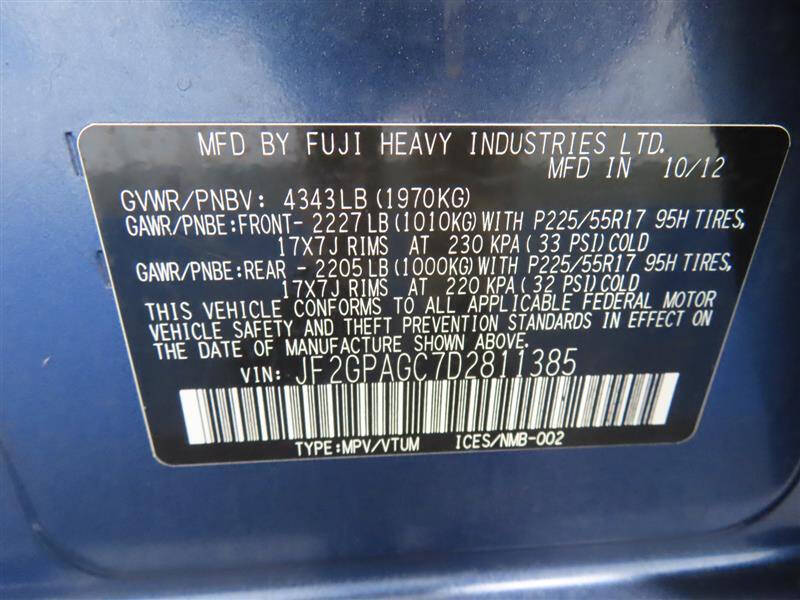 MFD BY FUJI HEAVY INDUSTRIES LTD.
MFD IN 10/12
GVWR/PNBV: 4343LB (1970KG)
GAWR/PNBE:FRONT- 2227LB(1010KG)WITH P225/55R17 95H TIRES,
17X7J RIMS AT 230 KPA(33 PSI)COLD
GAWR/PNBE:REAR - 2205LB(1000KG)WITH P225/55R17 95H TIRES,
17X7J RIMS AT 220 KPA(32 PSI)COLD
THIS VEHICLE CONFORMS TO ALL APPLICABLE FEDERAL MOTOR
VEHICLE SAFETY AND THEFT PREVENTION STANDARDS IN EFFECT ON
THE DATE OF MANUFACTURE SHOWN ABOVE.
VIN: JF2GPAGC7D2811385
TYPE:MPV/VTUM ICES/NMB-002